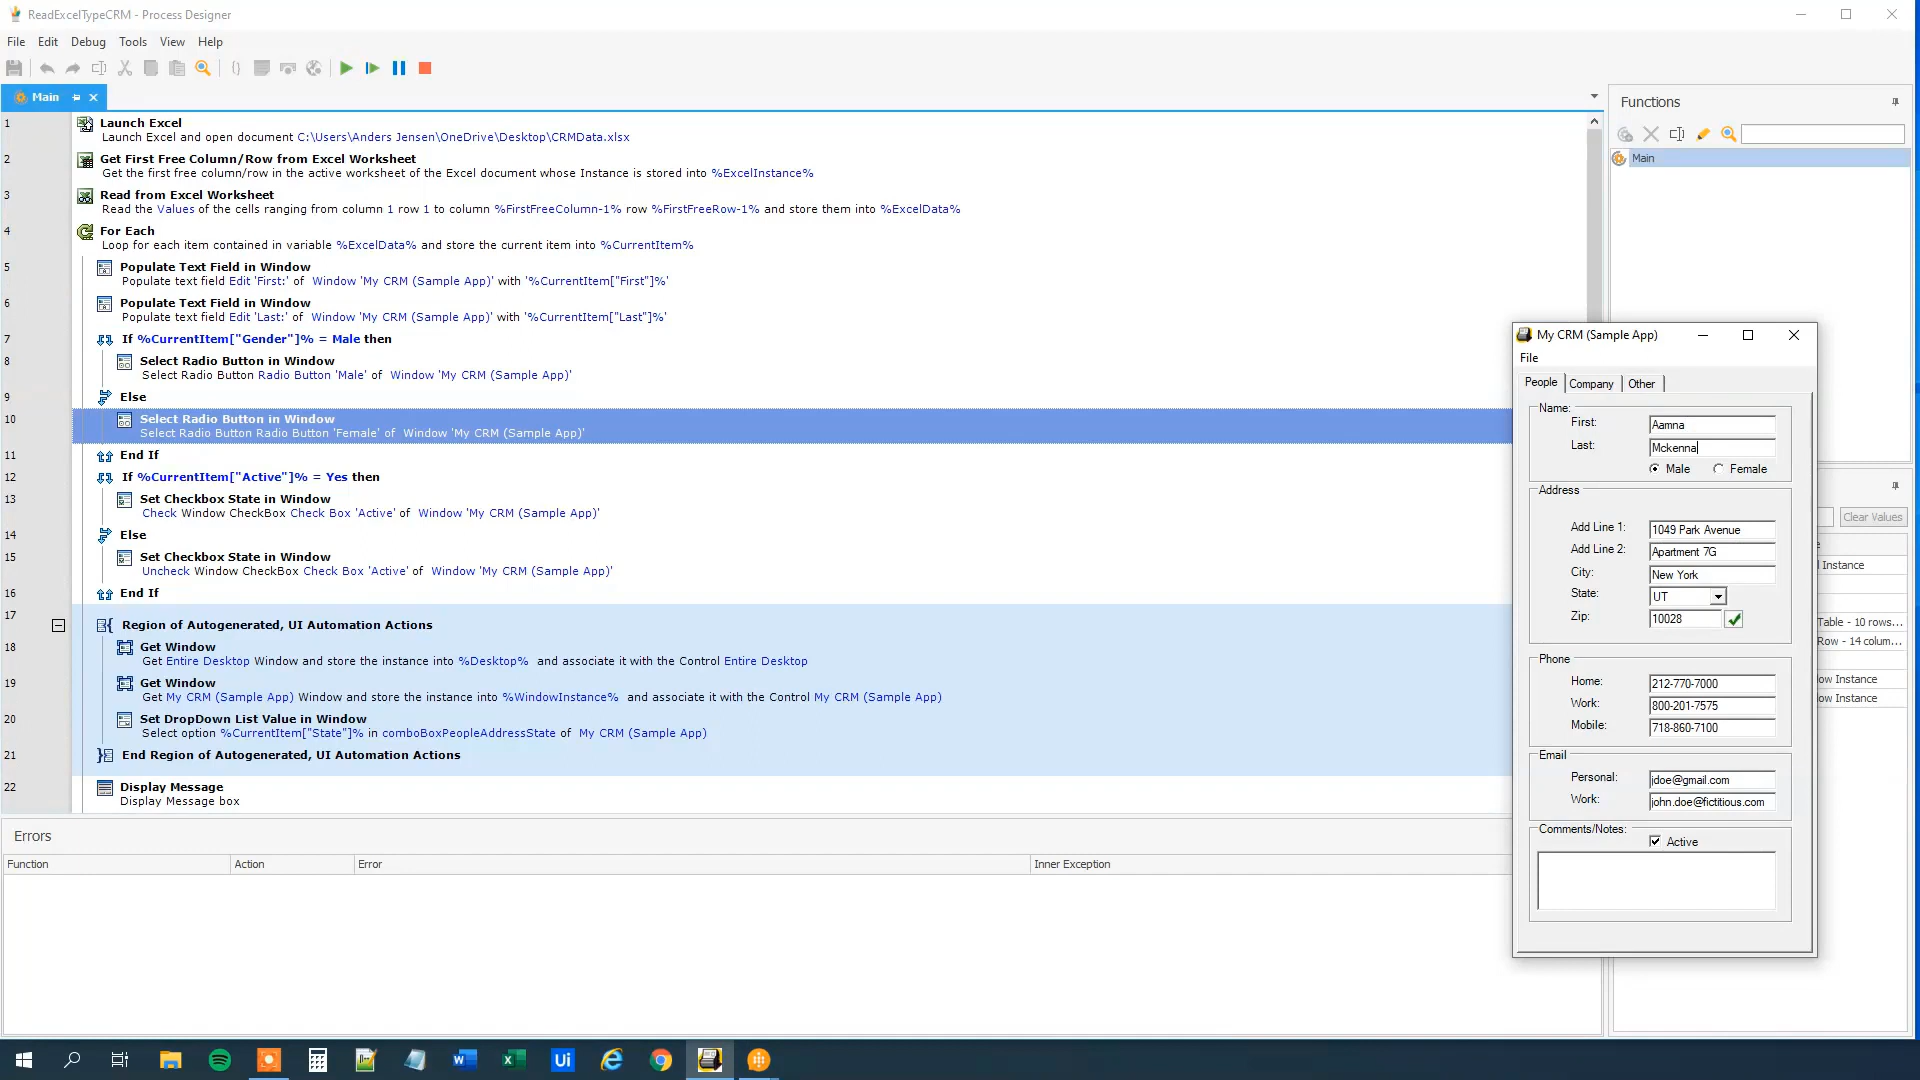 ReadExcelTypeCRM - Process Designer
File Edit Debug Tools View Help
Main
1 Launch Excel
Launch Excel and open document C:\Users\Anders Jensen\OneDrive\Desktop\CRMData.xlsx
2 Get First Free Column/Row from Excel Worksheet
Get the first free column/row in the active worksheet of the Excel document whose Instance is stored into %ExcelInstance%
3 Read from Excel Worksheet
Read the Values of the cells ranging from column 1 row 1 to column %FirstFreeColumn-1% row %FirstFreeRow-1% and store them into %ExcelData%
4 For Each
Loop for each item contained in variable %ExcelData% and store the current item into %CurrentItem%
5 Populate Text Field in Window
Populate text field Edit 'First:' of Window 'My CRM (Sample App)' with '%CurrentItem["First"]%'
6 Populate Text Field in Window
Populate text field Edit 'Last:' of Window 'My CRM (Sample App)' with '%CurrentItem["Last"]%'
7 If %CurrentItem["Gender"]% = Male then
8 Select Radio Button in Window
Select Radio Button Radio Button 'Male' of Window 'My CRM (Sample App)'
9 Else
10 Select Radio Button in Window
Select Radio Button Radio Button 'Female' of Window 'My CRM (Sample App)'
11 End If
12 If %CurrentItem["Active"]% = Yes then
13 Set Checkbox State in Window
Check Window CheckBox Check Box 'Active' of Window 'My CRM (Sample App)'
14 Else
15 Set Checkbox State in Window
Uncheck Window CheckBox Check Box 'Active' of Window 'My CRM (Sample App)'
16 End If
17 Region of Autogenerated, UI Automation Actions
18 Get Window
Get Entire Desktop Window and store the instance into %Desktop% and associate it with the Control Entire Desktop
19 Get Window
Get My CRM (Sample App) Window and store the instance into %WindowInstance% and associate it with the Control My CRM (Sample App)
20 Set DropDown List Value in Window
Select option %CurrentItem["State"]% in comboBoxPeopleAddressState of My CRM (Sample App)
21 End Region of Autogenerated, UI Automation Actions
22 Display Message
Display Message box
Errors
Function Action Error Inner Exception
Functions
Main
Clear Values
Instance
Table - 10 rows...
Row - 14 colum...
ow Instance
ow Instance
My CRM (Sample App)
File
People Company Other
Name:
First: Aamna
Last: Mckenna
Male Female
Address
Add Line 1: 1049 Park Avenue
Add Line 2: Apartment 7G
City: New York
State: UT
Zip: 10028
Phone
Home: 212-770-7000
Work: 800-201-7575
Mobile: 718-860-7100
Email
Personal: jdoe@gmail.com
Work: john.doe@fictitious.com
Comments/Notes:
Active
Ui